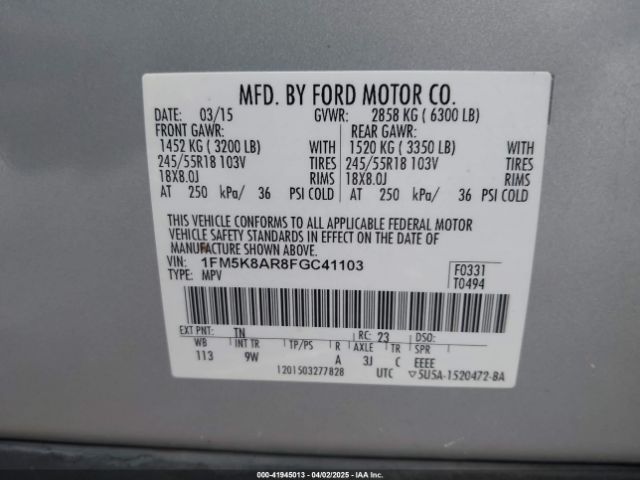 MFD. BY FORD MOTOR CO.
DATE: 03/15 GVWR: 2858 KG ( 6300 LB)
FRONT GAWR: REAR GAWR:
1452 KG ( 3200 LB) WITH 1520 KG ( 3350 LB) WITH
245/55R18 103V TIRES 245/55R18 103V TIRES
18X8.0J RIMS 18X8.0J RIMS
AT 250 kPa/ 36 PSI COLD AT 250 kPa/ 36 PSI COLD
THIS VEHICLE CONFORMS TO ALL APPLICABLE FEDERAL MOTOR
VEHICLE SAFETY STANDARDS IN EFFECT ON THE DATE OF
MANUFACTURE SHOWN ABOVE.
VIN: 1FM5K8AR8FGC41103 F0331
TYPE: MPV T0494
EXT PNT: TN RC: 23 DSO:
WB INT TR TP/PS R AXLE TR SPR
113 9W A 3J C EEEE
1201503277828 UTC ▽5U5A-1520472-BA
000-41945013 - 04/02/2025 - IAAI.COM